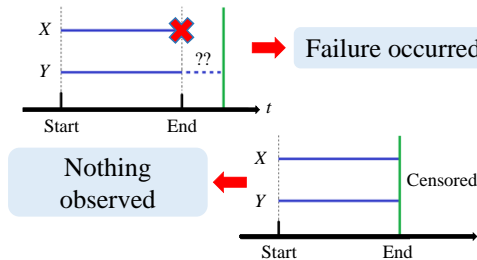 X
??
Y
t
Start
End
Failure occurred
Nothing
observed
X
Censored
Y
Start
End